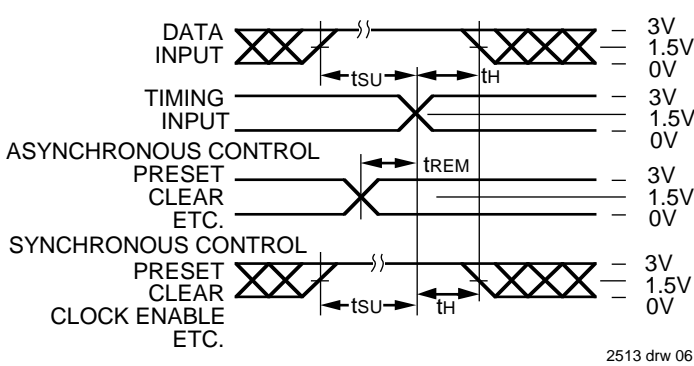 DATA INPUT
3V
1.5V
0V
tSU
tH
TIMING INPUT
3V
1.5V
0V
ASYNCHRONOUS CONTROL
tREM
PRESET
CLEAR
ETC.
3V
1.5V
0V
SYNCHRONOUS CONTROL
PRESET
CLEAR
CLOCK ENABLE
ETC.
3V
1.5V
0V
tSU
tH
2513 drw 06